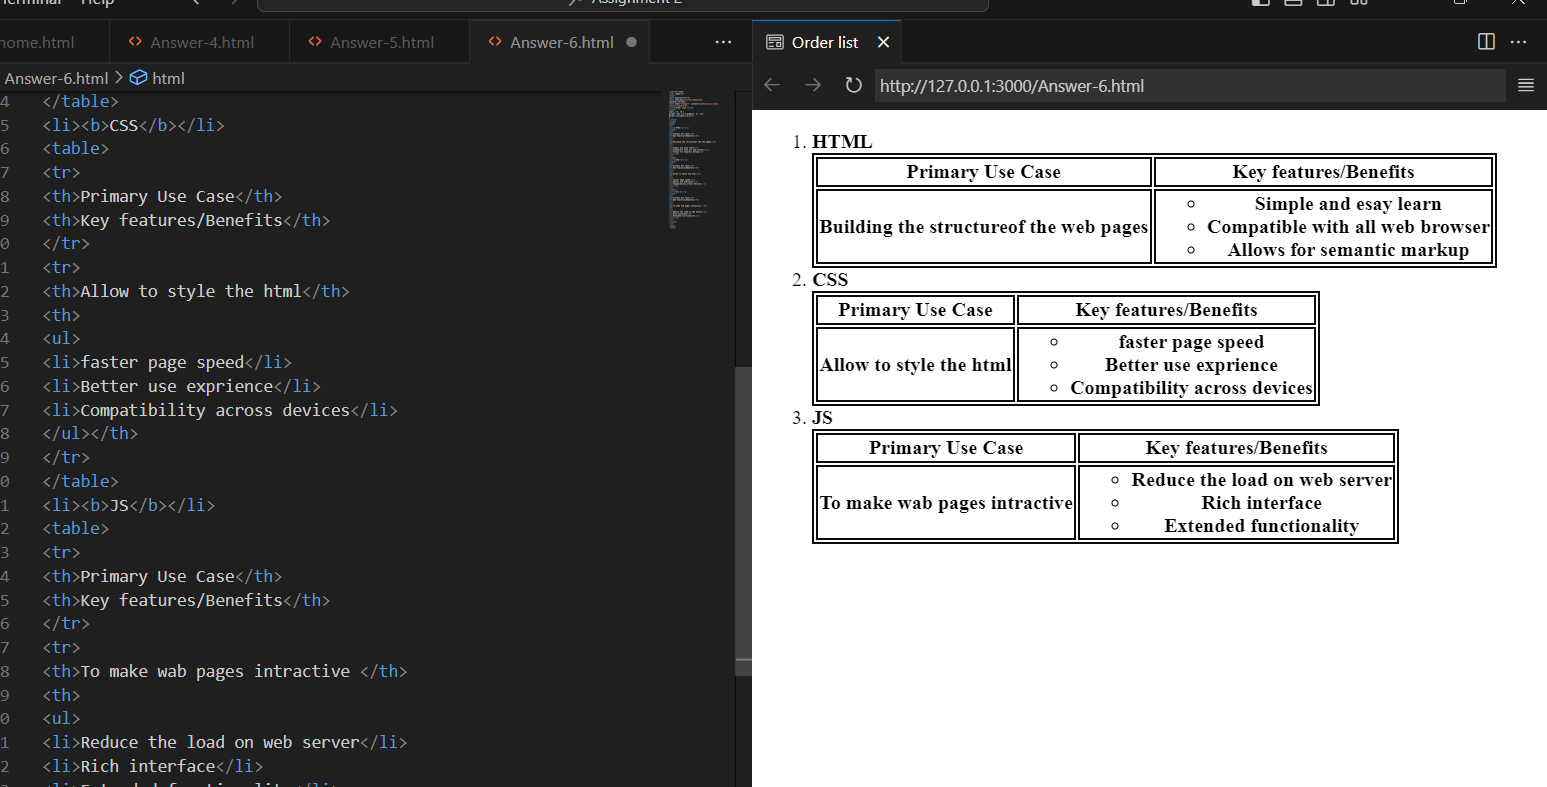 Terminal Help
Assignment 2
home.html
Answer-4.html
Answer-5.html
Answer-6.html
Answer-6.html > html
4 </table>
5 <li><b>CSS</b></li>
6 <table>
7 <tr>
8 <th>Primary Use Case</th>
9 <th>Key features/Benefits</th>
0 </tr>
1 <tr>
2 <th>Allow to style the html</th>
3 <th>
4 <ul>
5 <li>faster page speed</li>
6 <li>Better use exprience</li>
7 <li>Compatibility across devices</li>
8 </ul></th>
9 </tr>
0 </table>
1 <li><b>JS</b></li>
2 <table>
3 <tr>
4 <th>Primary Use Case</th>
5 <th>Key features/Benefits</th>
6 </tr>
7 <tr>
8 <th>To make wab pages intractive </th>
9 <th>
0 <ul>
1 <li>Reduce the load on web server</li>
2 <li>Rich interface</li>
Order list
http://127.0.0.1:3000/Answer-6.html
1. HTML
Primary Use Case Key features/Benefits
Building the structureof the web pages
Simple and esay learn
Compatible with all web browser
Allows for semantic markup
2. CSS
Primary Use Case Key features/Benefits
Allow to style the html
faster page speed
Better use exprience
Compatibility across devices
3. JS
Primary Use Case Key features/Benefits
To make wab pages intractive
Reduce the load on web server
Rich interface
Extended functionality